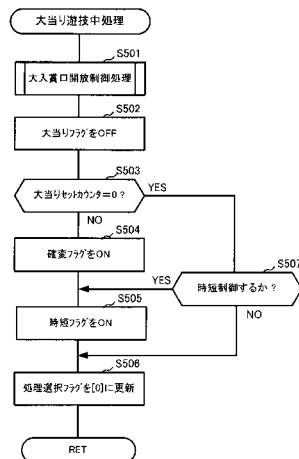 大当り遊技中処理
S501
大入賞口開放制御処理
S502
大当りフラグをOFF
S503
大当りセットカウンタ=0?
YES
NO
S504
確変フラグをON
S507
時短制御するか?
YES
NO
S505
時短フラグをON
S506
処理選択フラグを[0]に更新
RET